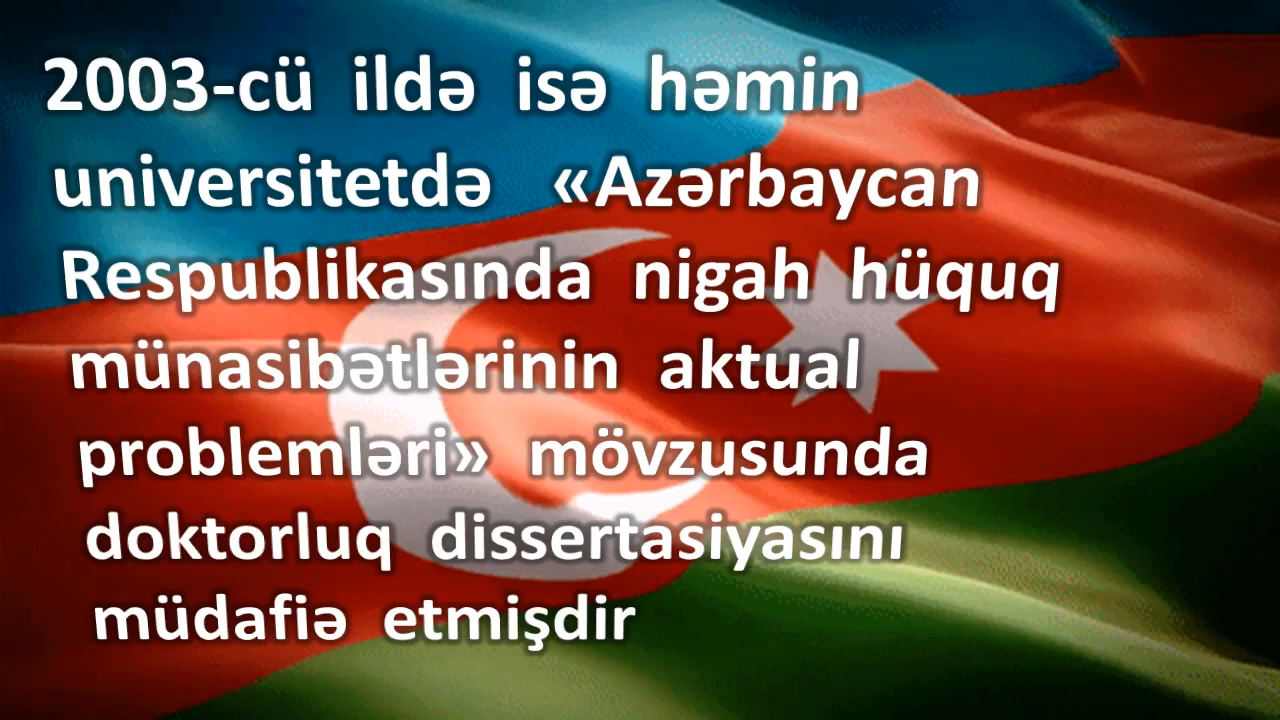 2003-cü ildə isə həmin
universitetdə «Azərbaycan
Respublikasında nigah hüquq
münasibətlərinin aktual
problemləri» mövzusunda
doktorluq dissertasiyasını
müdafiə etmişdir